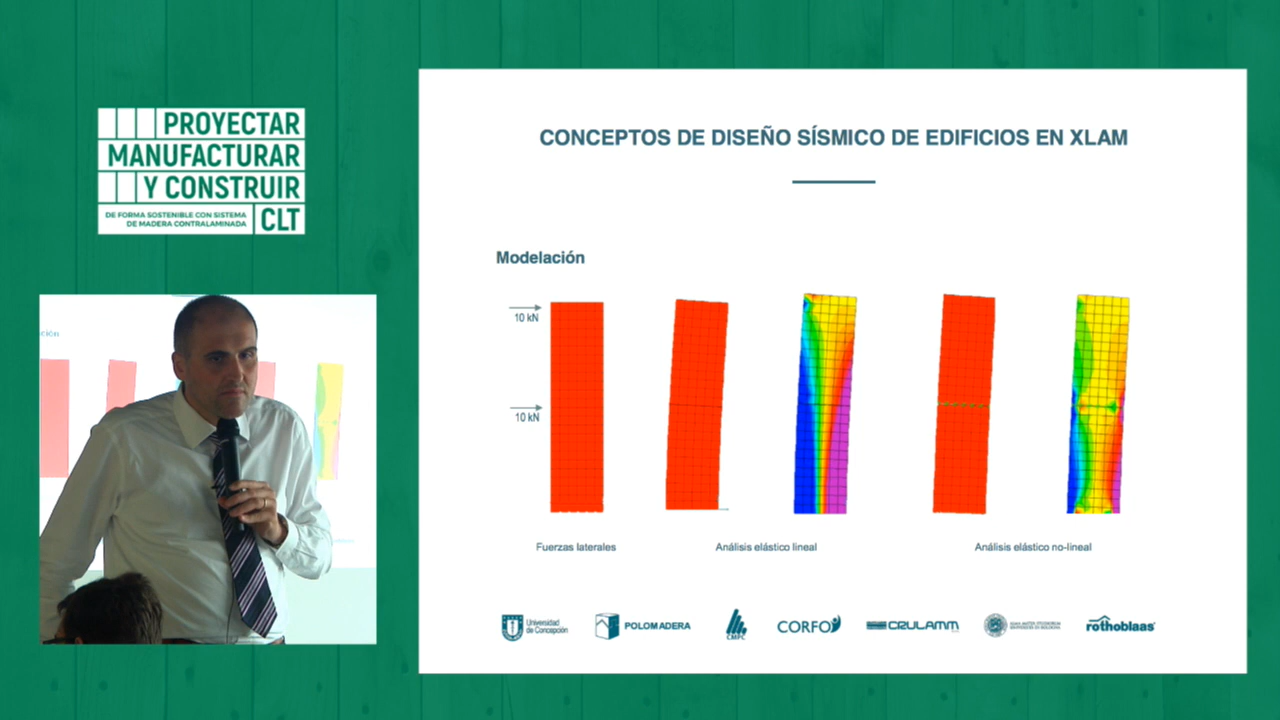 PROYECTAR
MANUFACTURAR
Y CONSTRUIR
DE FORMA SOSTENIBLE CON SISTEMA
DE MADERA CONTRALAMINADA
CLT
ción
CONCEPTOS DE DISEÑO SÍSMICO DE EDIFICIOS EN XLAM
Modelación
10 kN
10 kN
Fuerzas laterales
Análisis elástico lineal
Análisis elástico no-lineal
Universidad
de Concepción
POLOMADERA
CMPC
CORFO
CRULAMM
rothoblaas